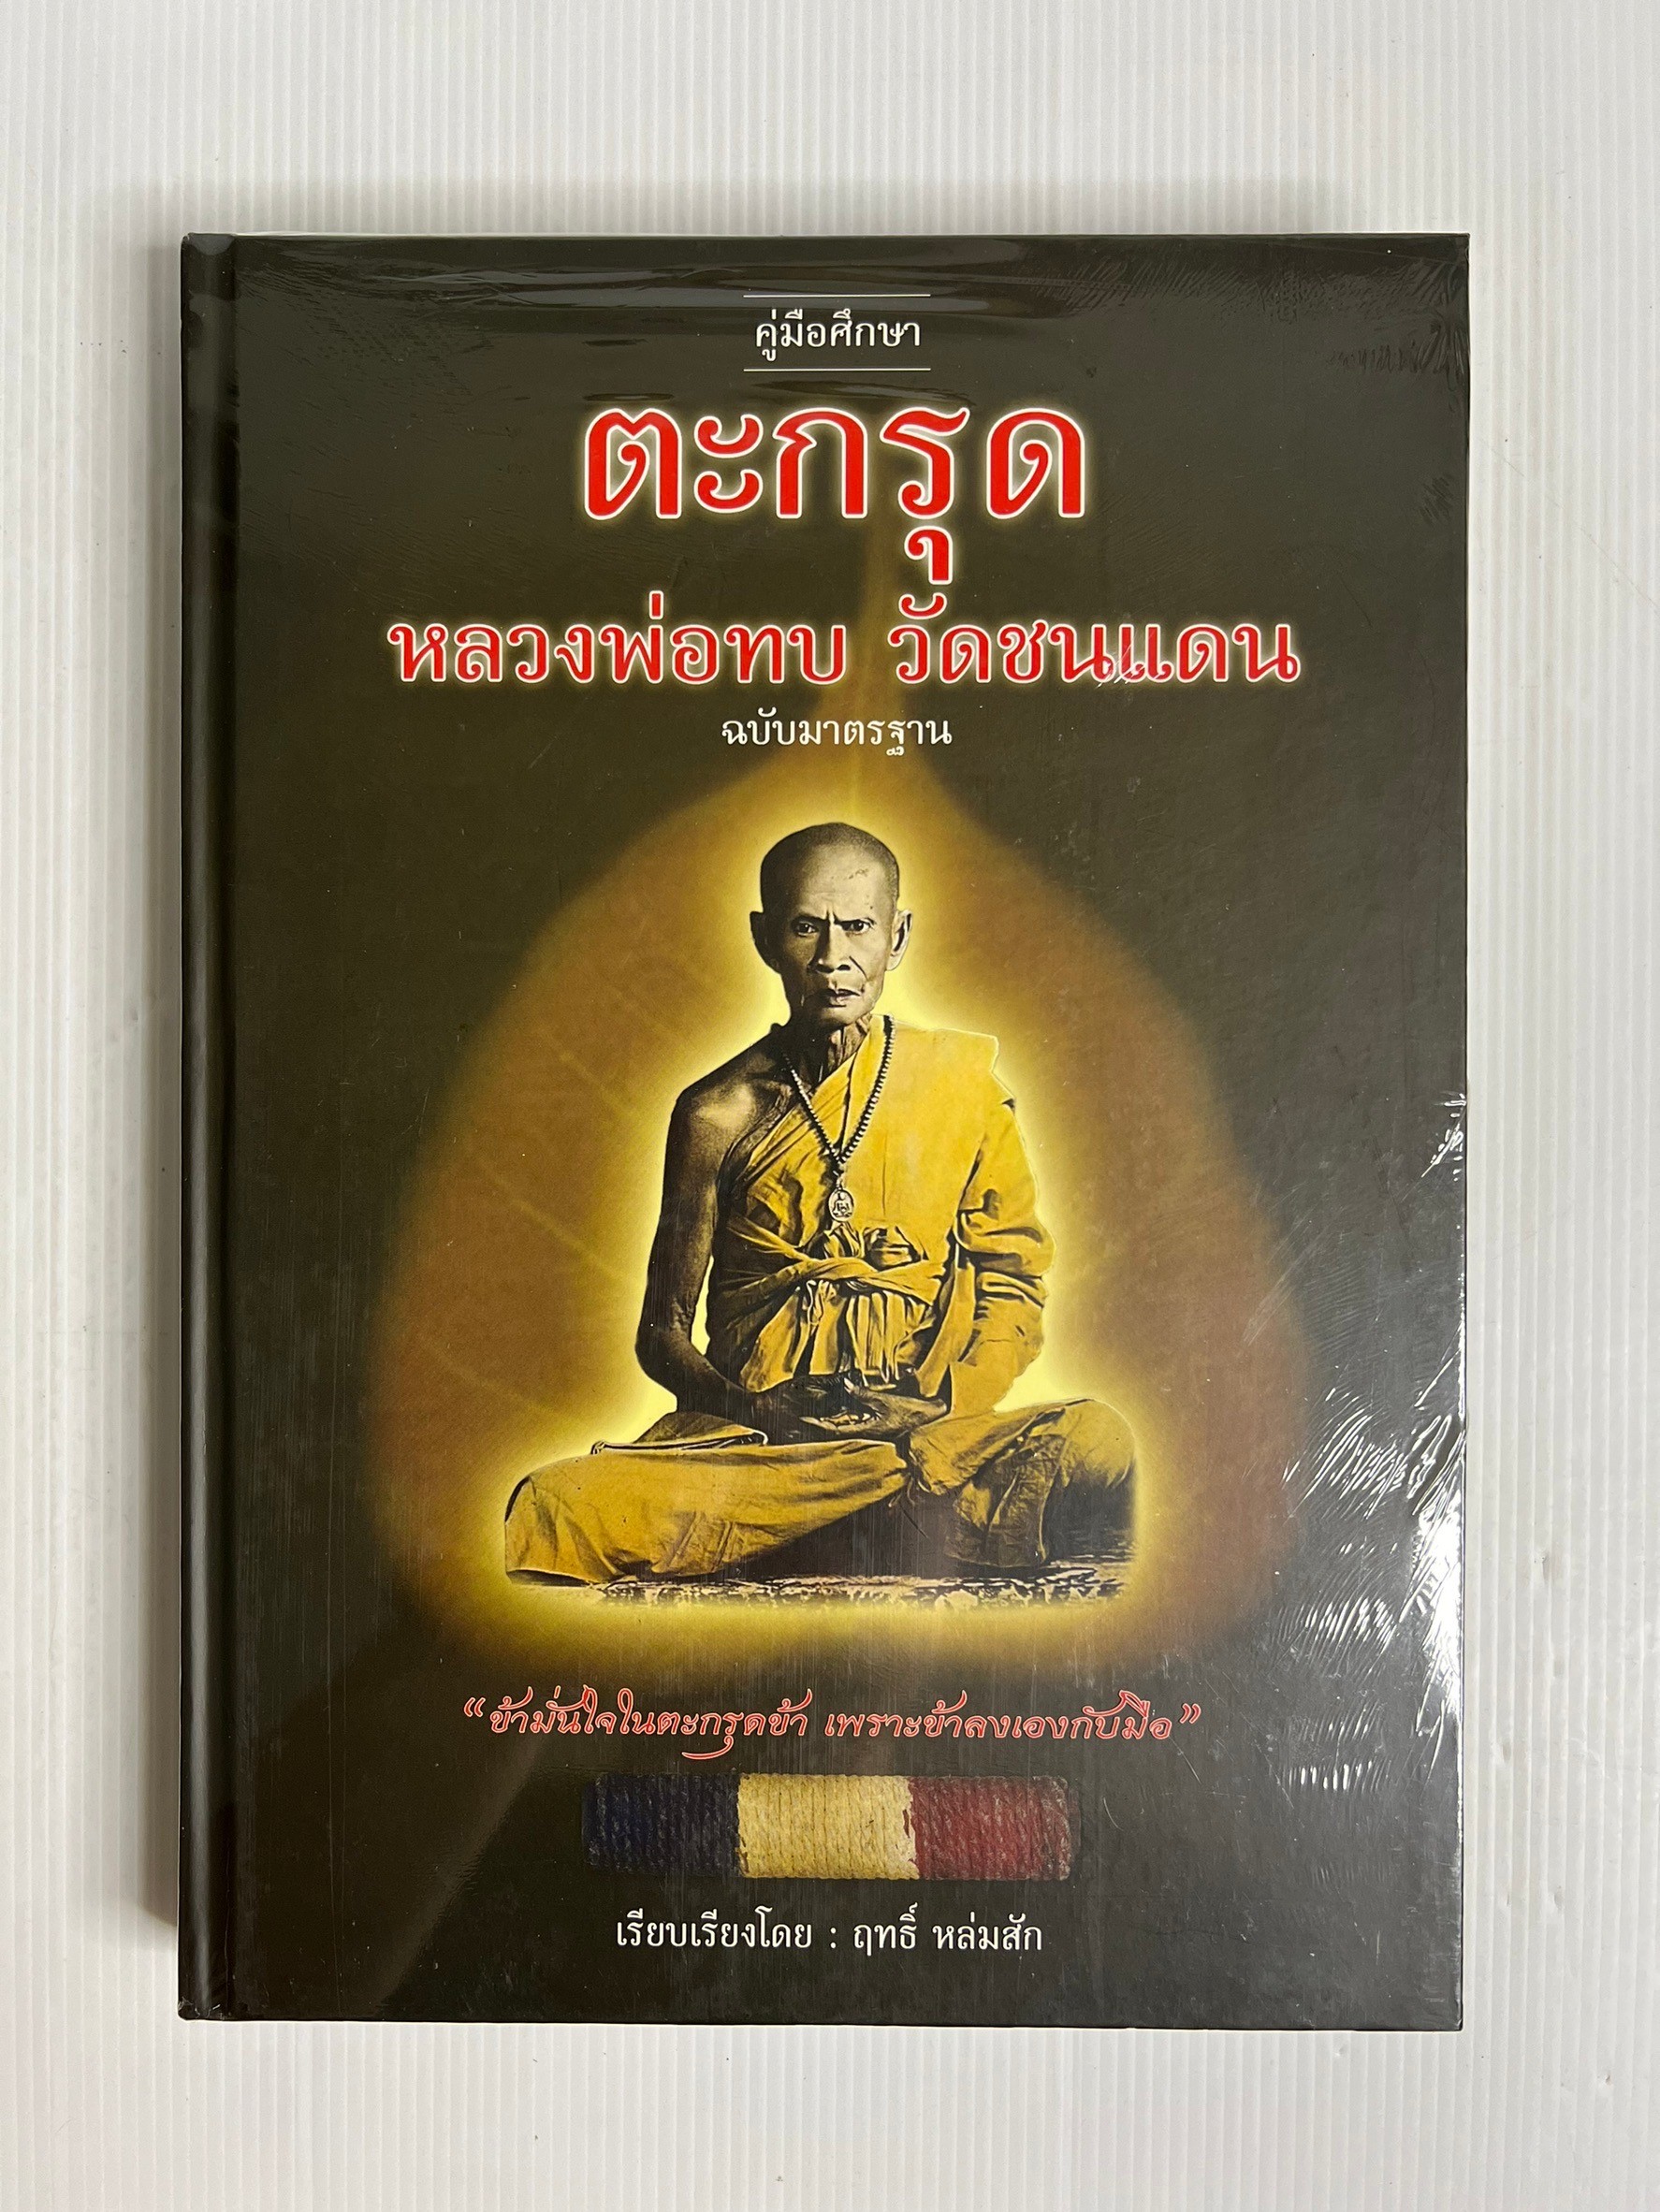 คู่มือศึกษา
ตะกรุด
หลวงพ่อทบ วัดชนแดน
ฉบับมาตรฐาน
“ข้ามั่นใจในตะกรุดข้า เพราะข้าลงเองกับมือ”
เรียบเรียงโดย : ฤทธิ์ หล่มสัก